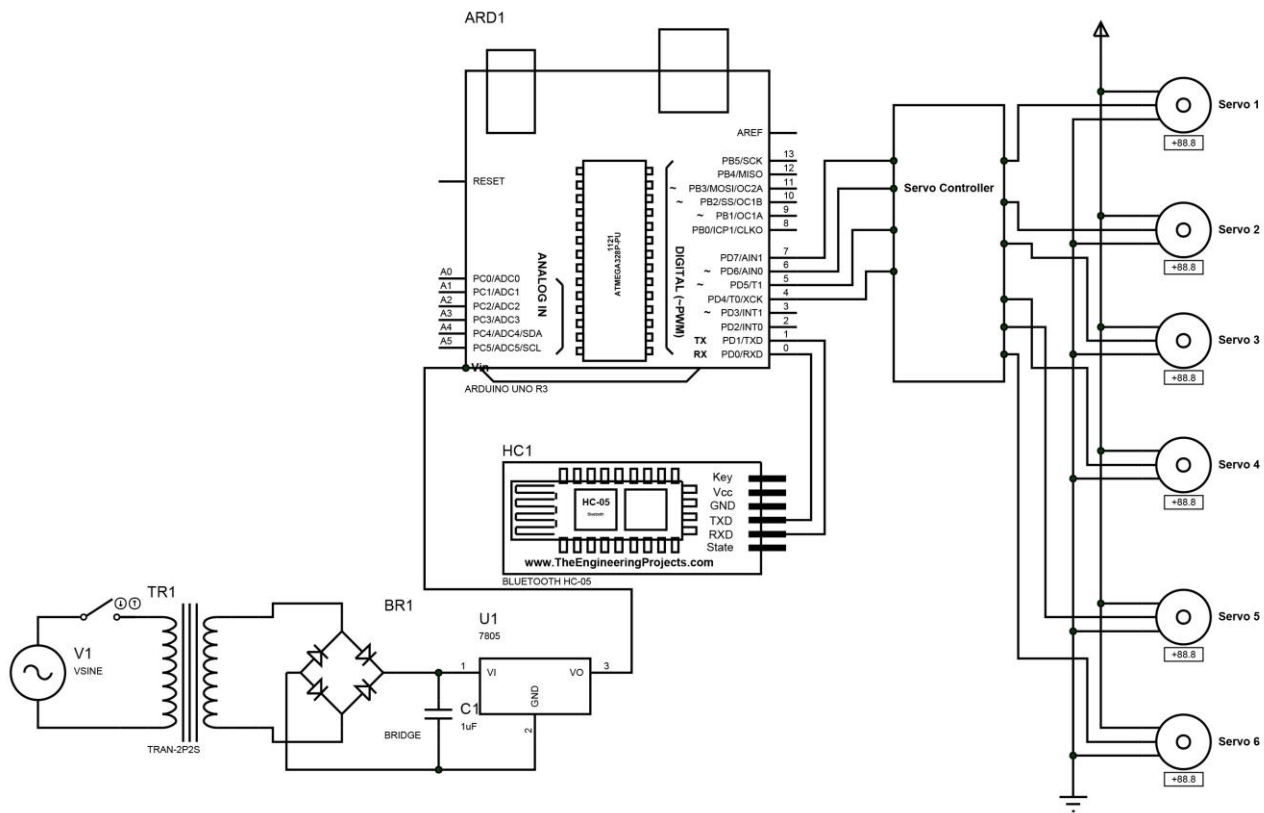 ARD1
AREF
RESET
PB5/SCK 13
PB4/MISO 12
~ PB3/MOSI/OC2A 11
~ PB2/SS/OC1B 10
~ PB1/OC1A 9
PB0/ICP1/CLKO 8
PD7/AIN1 7
~ PD6/AIN0 6
~ PD5/T1 5
PD4/T0/XCK 4
~ PD3/INT1 3
PD2/INT0 2
TX PD1/TXD 1
RX PD0/RXD 0
DIGITAL (~PWM)
ATMEGA328P-PU
1121
ANALOG IN
A0 PC0/ADC0
A1 PC1/ADC1
A2 PC2/ADC2
A3 PC3/ADC3
A4 PC4/ADC4/SDA
A5 PC5/ADC5/SCL
Vin
ARDUINO UNO R3
Servo Controller
Servo 1
+88.8
Servo 2
+88.8
Servo 3
+88.8
Servo 4
+88.8
Servo 5
+88.8
Servo 6
+88.8
HC1
HC-05
Bluetooth
Key
Vcc
GND
TXD
RXD
State
www.TheEngineeringProjects.com
BLUETOOTH HC-05
TR1
V1
VSINE
TRAN-2P2S
BR1
BRIDGE
C1
1uF
U1
7805
1 VI
VO 3
GND
2